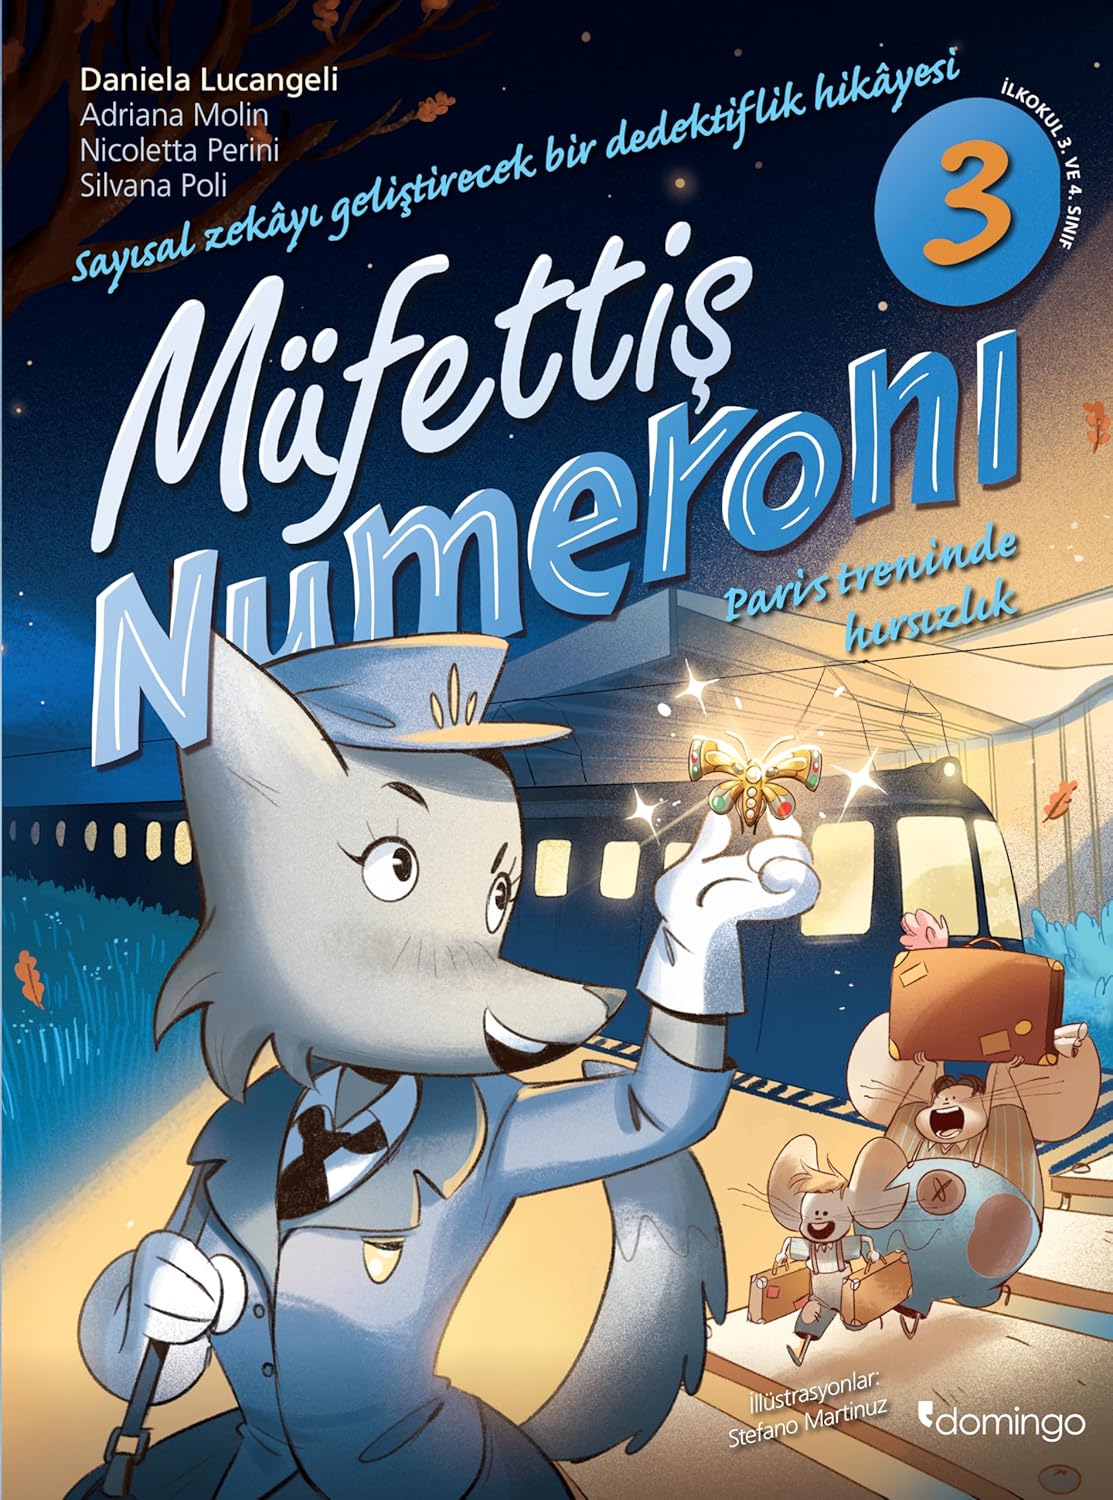 Daniela Lucangeli
Adriana Molin
Nicoletta Perini
Silvana Poli
Sayısal zekâyı geliştirecek bir dedektiflik hikâyesi
İLKOKUL 3. VE 4. SINIF
3
Müfettiş
Numeroni
Paris treninde
hırsızlık
İllüstrasyonlar:
Stefano Martinuz
domingo